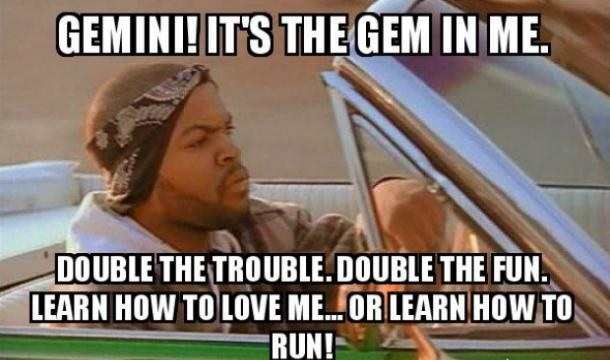 GEMINI! IT'S THE GEM IN ME.
DOUBLE THE TROUBLE. DOUBLE THE FUN.
LEARN HOW TO LOVE ME... OR LEARN HOW TO
RUN!